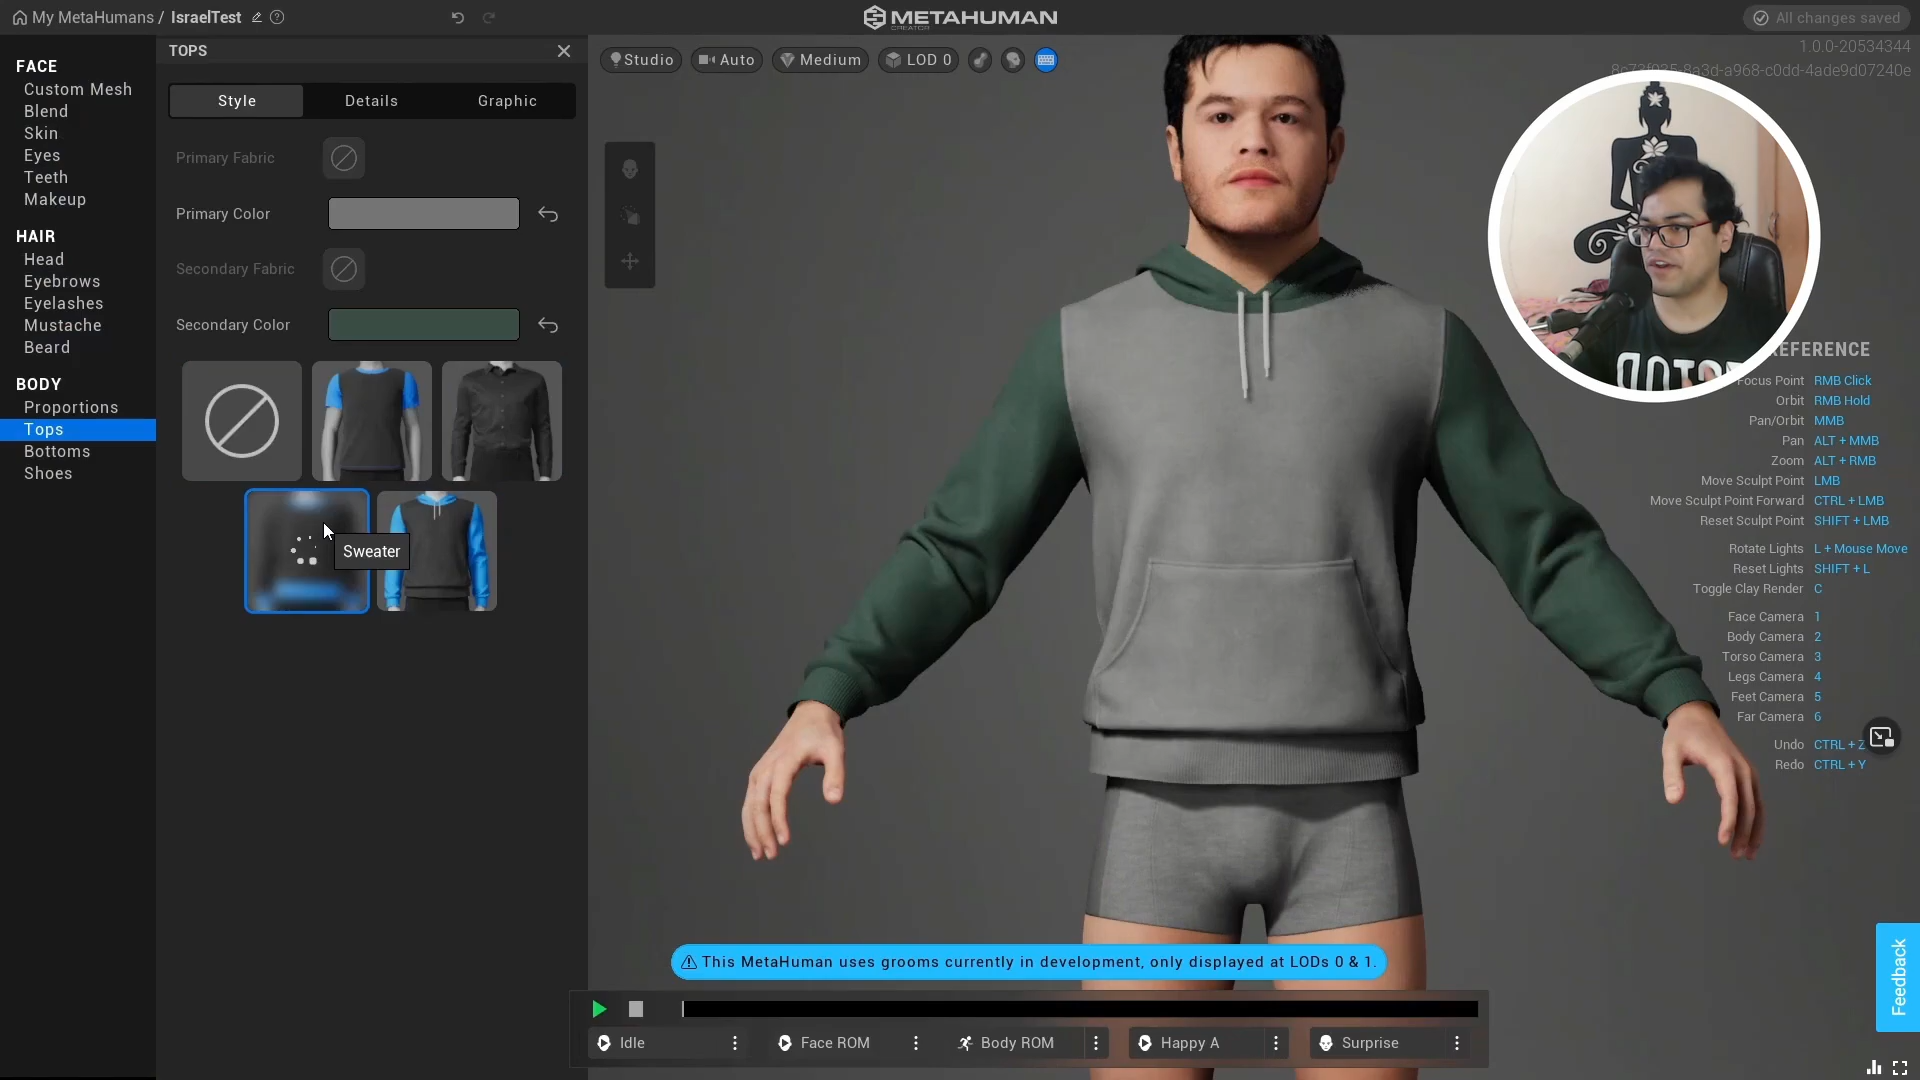 My MetaHumans / IsraelTest
METAHUMAN
CREATOR
All changes saved
TOPS
Style
Details
Graphic
Studio
Auto
Medium
LOD 0
1.0.0-20534344
8c73f935-8a3d-a968-c0dd-4ade9d07240e
FACE
Custom Mesh
Blend
Skin
Eyes
Teeth
Makeup
HAIR
Head
Eyebrows
Eyelashes
Mustache
Beard
BODY
Proportions
Tops
Bottoms
Shoes
Primary Fabric
Primary Color
Secondary Fabric
Secondary Color
Sweater
EFERENCE
Focus Point RMB Click
Orbit RMB Hold
Pan/Orbit MMB
Pan ALT + MMB
Zoom ALT + RMB
Move Sculpt Point LMB
Move Sculpt Point Forward CTRL + LMB
Reset Sculpt Point SHIFT + LMB
Rotate Lights L + Mouse Move
Reset Lights SHIFT + L
Toggle Clay Render C
Face Camera 1
Body Camera 2
Torso Camera 3
Legs Camera 4
Feet Camera 5
Far Camera 6
Undo CTRL + Z
Redo CTRL + Y
This MetaHuman uses grooms currently in development, only displayed at LODs 0 & 1.
Idle
Face ROM
Body ROM
Happy A
Surprise
Feedback